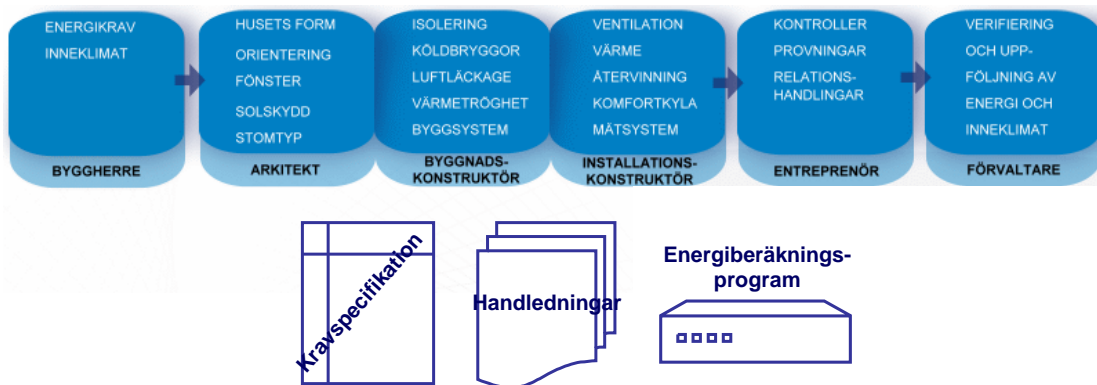 ENERGIKRAV
INNEKLIMAT
BYGGHERRE
HUSETS FORM
ORIENTERING
FÖNSTER
SOLSKYDD
STOMTYP
ARKITEKT
ISOLERING
KÖLDBRYGGOR
LUFTLÄCKAGE
VÄRMETRÖGHET
BYGGSYSTEM
BYGGNADS-
KONSTRUKTÖR
VENTILATION
VÄRME
ÅTERVINNING
KOMFORTKYLA
MÄTSYSTEM
INSTALLATIONS-
KONSTRUKTÖR
KONTROLLER
PROVNINGAR
RELATIONS-
HANDLINGAR
ENTREPRENÖR
VERIFIERING
OCH UPP-
FÖLJNING AV
ENERGI OCH
INNEKLIMAT
FÖRVALTARE
Kravspecifikation
Handledningar
Energiberäknings-
program